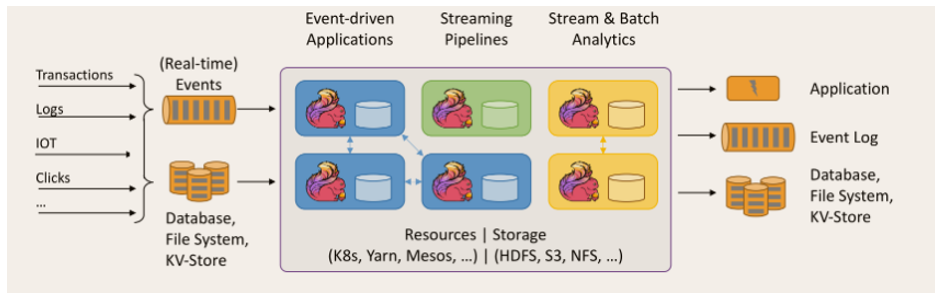 Event-driven
Applications
Streaming
Pipelines
Stream & Batch
Analytics
Transactions
Logs
IOT
Clicks
...
(Real-time)
Events
Database,
File System,
KV-Store
Resources | Storage
(K8s, Yarn, Mesos, ...) | (HDFS, S3, NFS, ...)
Application
Event Log
Database,
File System,
KV-Store